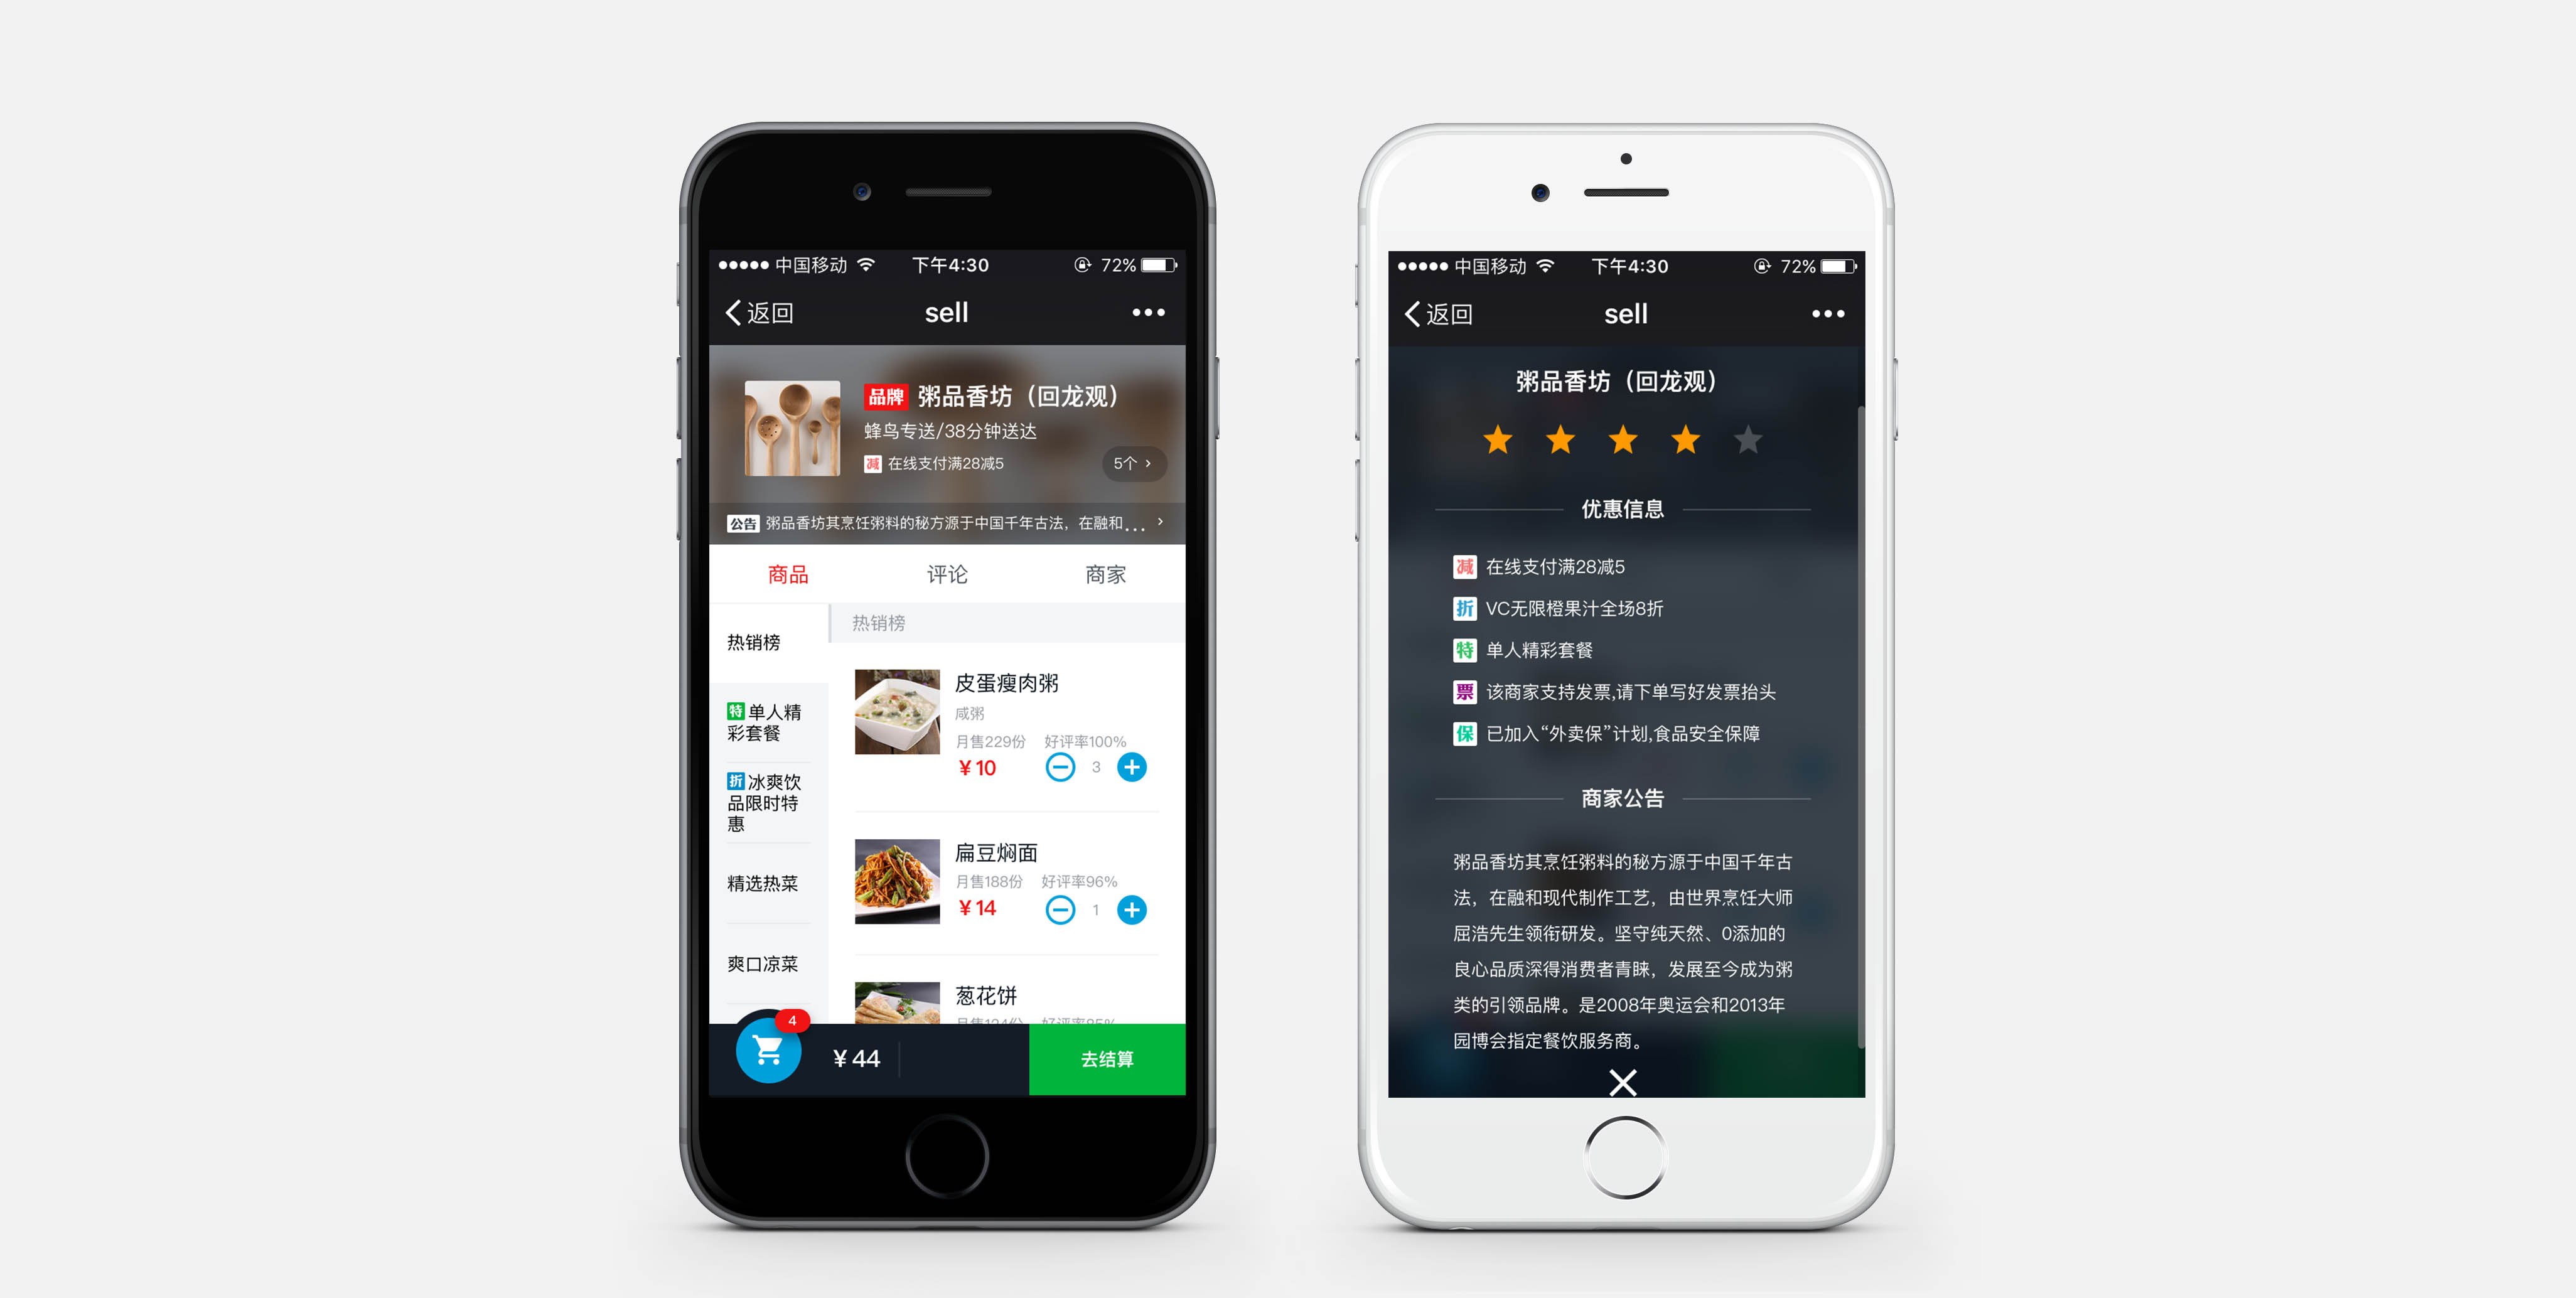 中国移动 下午4:30 72%
返回 sell
品牌 粥品香坊（回龙观）
蜂鸟专送/38分钟送达
减 在线支付满28减5 5个
公告 粥品香坊其烹饪粥料的秘方源于中国千年古法，在融和...
商品 评论 商家
热销榜
热销榜
特 单人精
彩套餐
折 冰爽饮
品限时特
惠
精选热菜
爽口凉菜
皮蛋瘦肉粥
咸粥
月售229份 好评率100%
¥10 3
扁豆焖面
月售188份 好评率96%
¥14 1
葱花饼
月售124份 好评率85%
4
¥44 去结算
中国移动 下午4:30 72%
返回 sell
粥品香坊（回龙观）
优惠信息
减 在线支付满28减5
折 VC无限橙果汁全场8折
特 单人精彩套餐
票 该商家支持发票,请下单写好发票抬头
保 已加入“外卖保”计划,食品安全保障
商家公告
粥品香坊其烹饪粥料的秘方源于中国千年古
法，在融和现代制作工艺，由世界烹饪大师
屈浩先生领衔研发。坚守纯天然、0添加的
良心品质深得消费者青睐，发展至今成为粥
类的引领品牌。是2008年奥运会和2013年
园博会指定餐饮服务商。